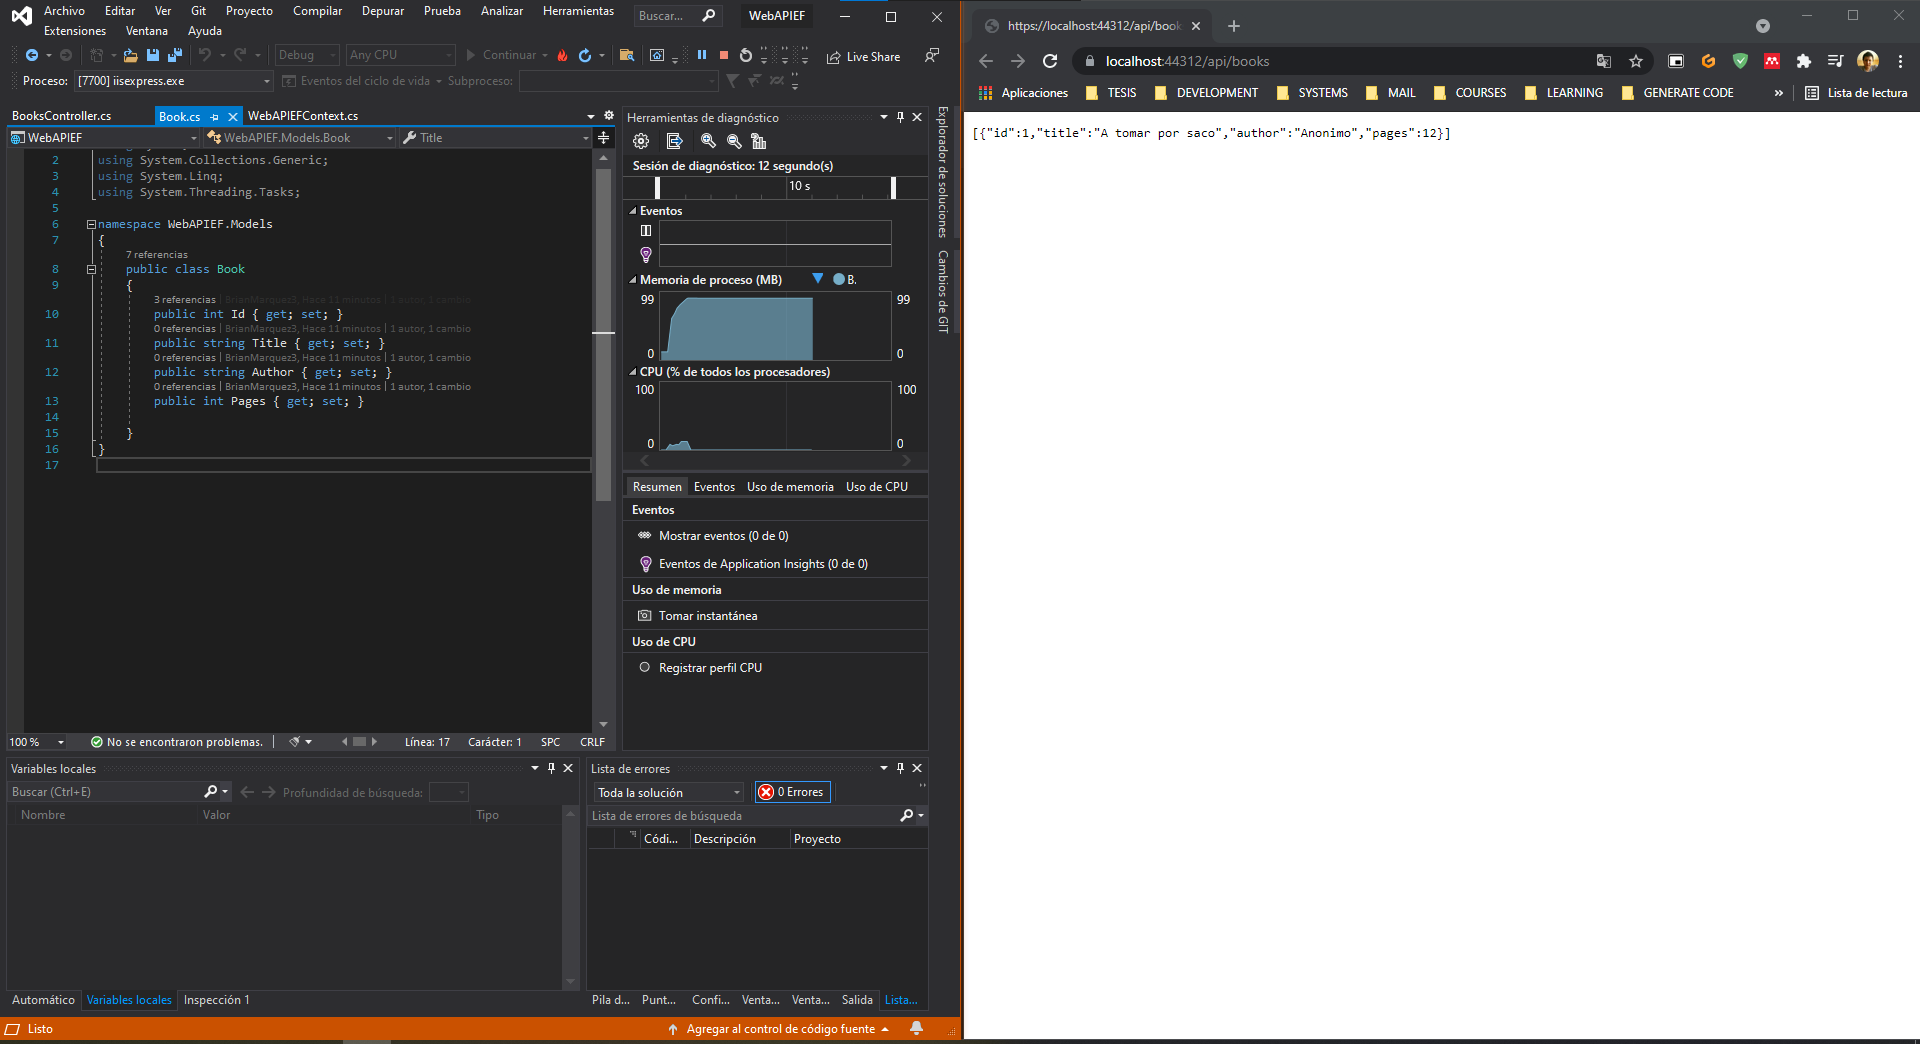 Archivo Editar Ver Git Proyecto Compilar Depurar Prueba Analizar Herramientas Buscar... WebAPIEF
Extensiones Ventana Ayuda
Debug Any CPU Continuar Live Share
Proceso: [7700] iisexpress.exe Eventos del ciclo de vida Subproceso:
BooksController.cs Book.cs WebAPIEFContext.cs
WebAPIEF WebAPIEF.Models.Book Title
2 using System.Collections.Generic;
3 using System.Linq;
4 using System.Threading.Tasks;
5
6 namespace WebAPIEF.Models
7 {
7 referencias
8 public class Book
9 {
3 referencias | BrianMarquez3, Hace 11 minutos | 1 autor, 1 cambio
10 public int Id { get; set; }
0 referencias | BrianMarquez3, Hace 11 minutos | 1 autor, 1 cambio
11 public string Title { get; set; }
0 referencias | BrianMarquez3, Hace 11 minutos | 1 autor, 1 cambio
12 public string Author { get; set; }
0 referencias | BrianMarquez3, Hace 11 minutos | 1 autor, 1 cambio
13 public int Pages { get; set; }
14
15 }
16 }
17
100 % No se encontraron problemas. Línea: 17 Carácter: 1 SPC CRLF
Herramientas de diagnóstico
Sesión de diagnóstico: 12 segundo(s)
10 s
Eventos
Memoria de proceso (MB) B.
99 99
0 0
CPU (% de todos los procesadores)
100 100
0 0
Resumen Eventos Uso de memoria Uso de CPU
Eventos
Mostrar eventos (0 de 0)
Eventos de Application Insights (0 de 0)
Uso de memoria
Tomar instantánea
Uso de CPU
Registrar perfil CPU
Explorador de soluciones
Cambios de GIT
Variables locales
Buscar (Ctrl+E) Profundidad de búsqueda:
Nombre Valor Tipo
Automático Variables locales Inspección 1
Lista de errores
Toda la solución 0 Errores
Lista de errores de búsqueda
Códi... Descripción Proyecto
Pila d... Punt... Confi... Venta... Venta... Salida Lista...
Listo Agregar al control de código fuente
https://localhost:44312/api/book
localhost:44312/api/books
Aplicaciones TESIS DEVELOPMENT SYSTEMS MAIL COURSES LEARNING GENERATE CODE » Lista de lectura
[{"id":1,"title":"A tomar por saco","author":"Anonimo","pages":12}]